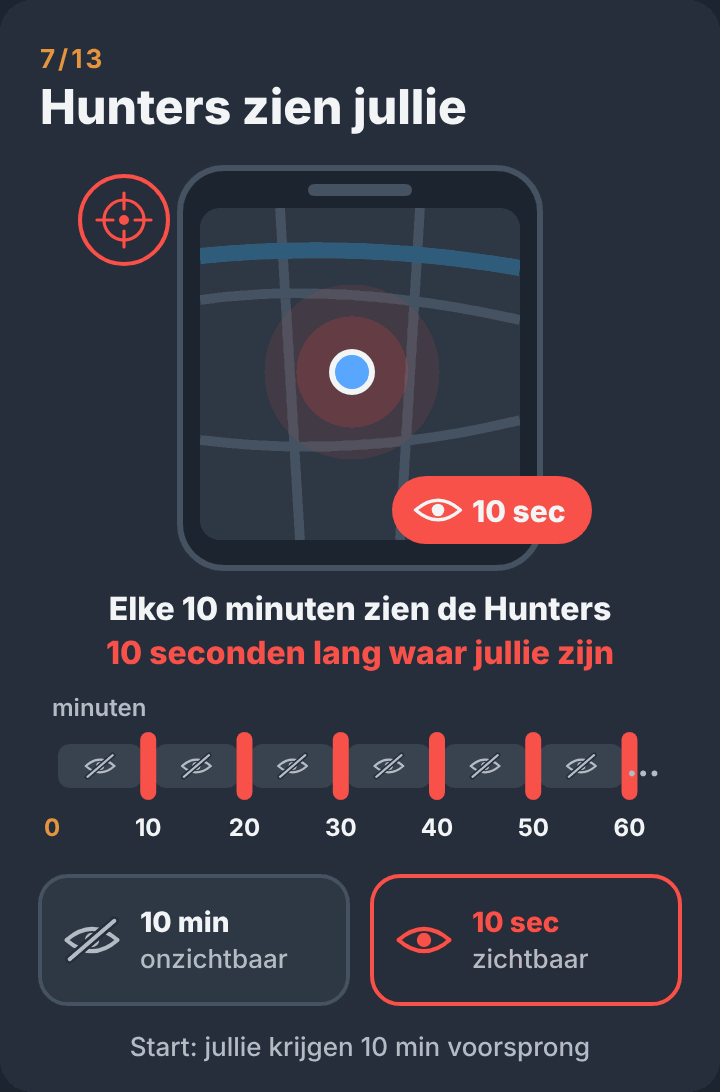 7/13
Hunters zien jullie
10 sec
Elke 10 minuten zien de Hunters
10 seconden lang waar jullie zijn
minuten
...
0 10 20 30 40 50 60
10 min
onzichtbaar
10 sec
zichtbaar
Start: jullie krijgen 10 min voorsprong